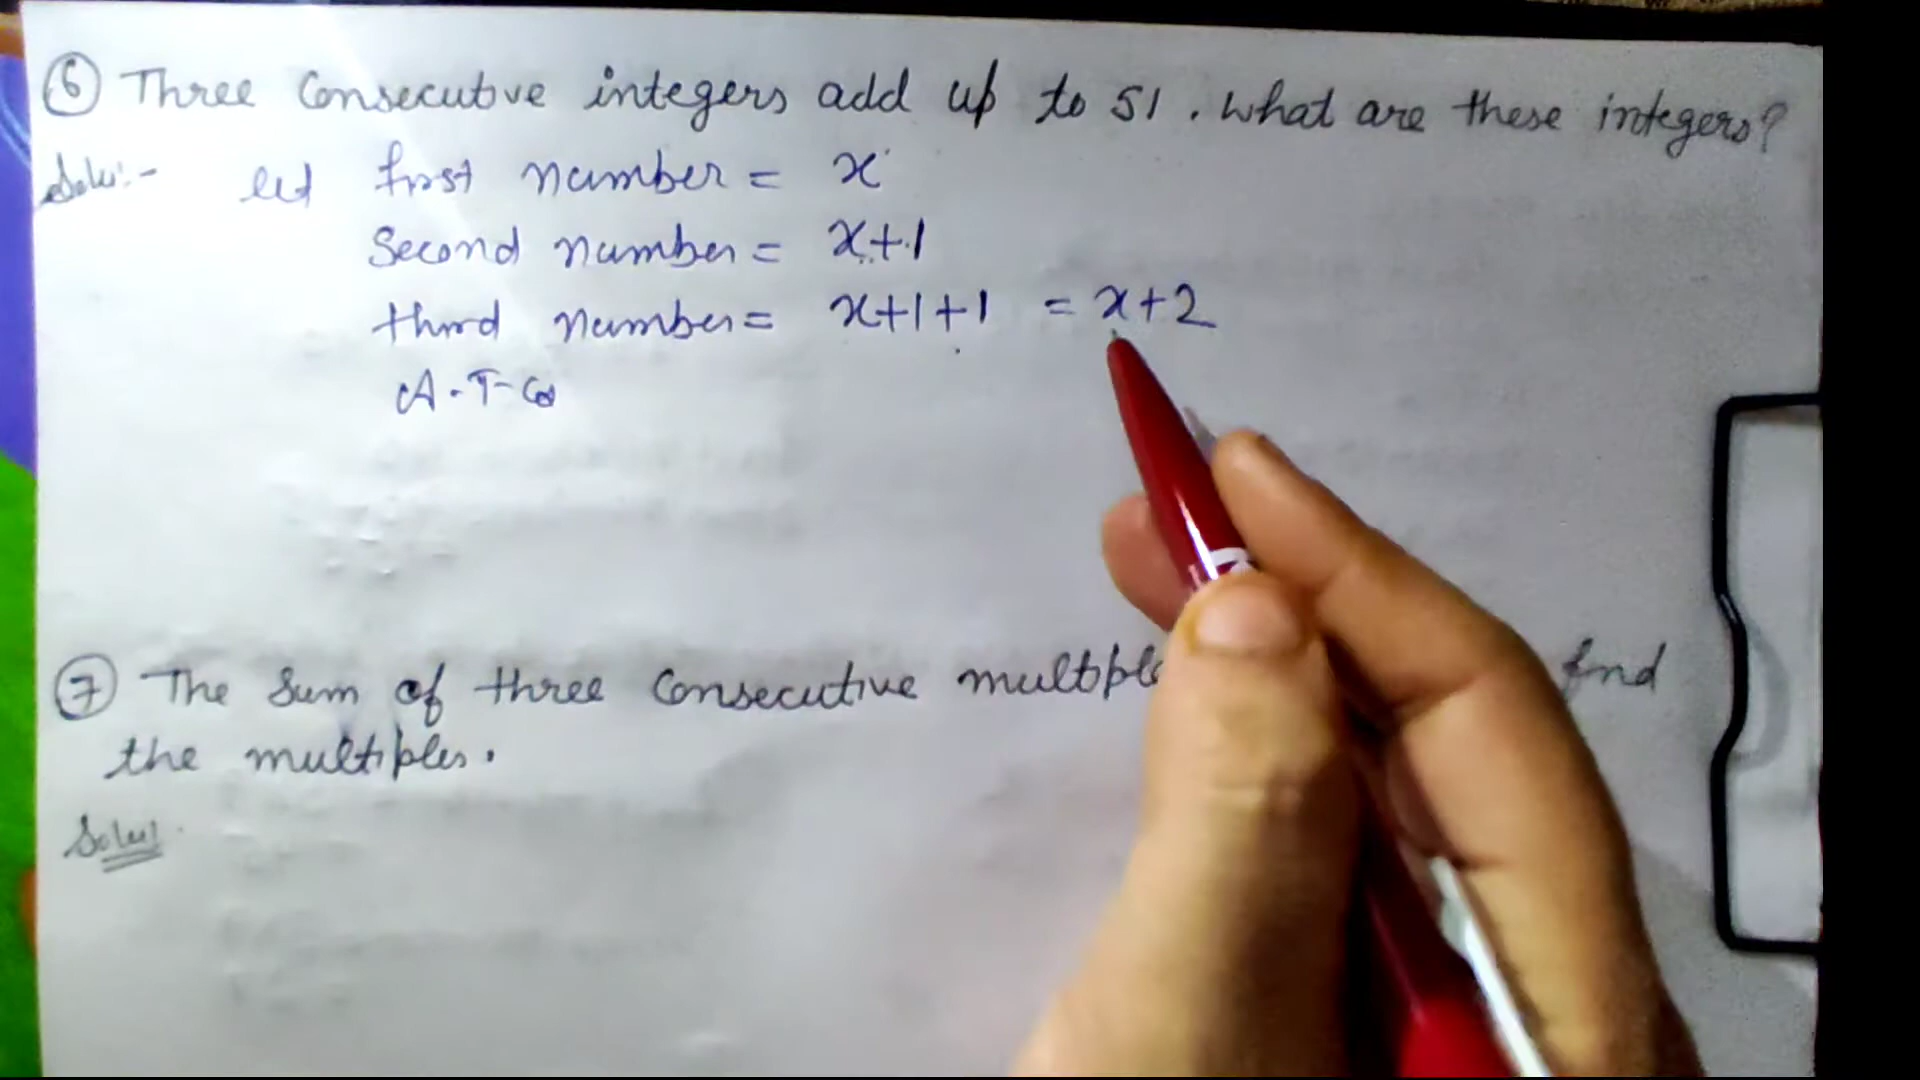 6 Three Consecutive integers add up to 51. What are these integers?
Solu:- let first number = x
Second number = x+1
third number = x+1+1 = x+2
A.T-Q
7 The Sum of three Consecutive multiple find
the multiples.
Solu: